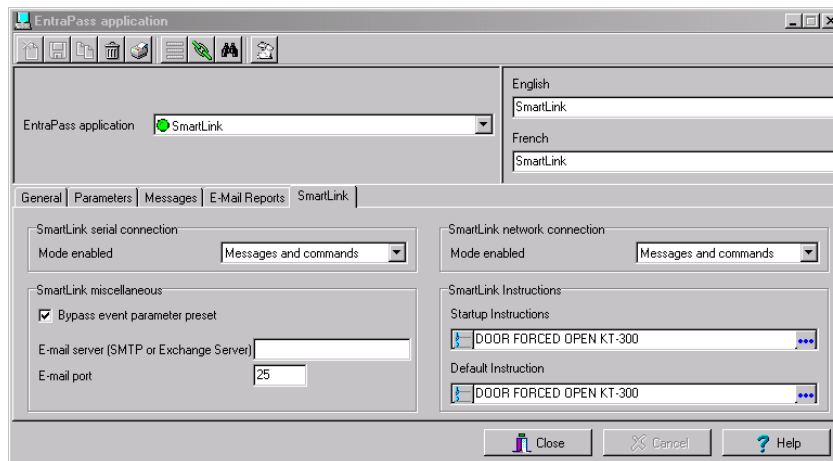 EntraPass application
English
SmartLink
EntraPass application
SmartLink
French
SmartLink
General
Parameters
Messages
E-Mail Reports
SmartLink
SmartLink serial connection
Mode enabled
Messages and commands
SmartLink network connection
Mode enabled
Messages and commands
SmartLink miscellaneous
Bypass event parameter preset
E-mail server (SMTP or Exchange Server)
E-mail port
25
SmartLink Instructions
Startup Instructions
DOOR FORCED OPEN KT-300
Default Instruction
DOOR FORCED OPEN KT-300
Close
Cancel
Help